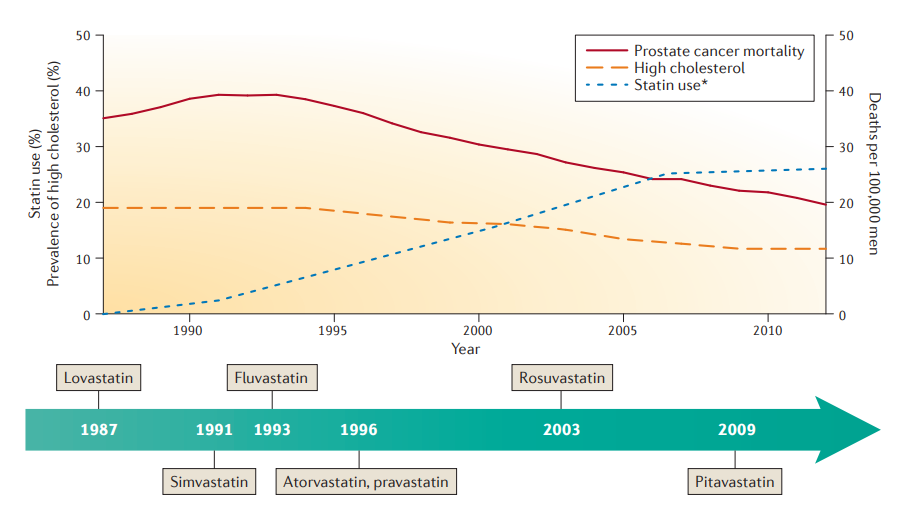 50
40
30
20
10
0
Statin use (%)
Prevalence of high cholesterol (%)
Prostate cancer mortality
High cholesterol
Statin use*
50
40
30
20
10
0
Deaths per 100,000 men
1990 1995 2000 2005 2010
Year
Lovastatin Fluvastatin Rosuvastatin
1987 1991 1993 1996 2003 2009
Simvastatin Atorvastatin, pravastatin Pitavastatin